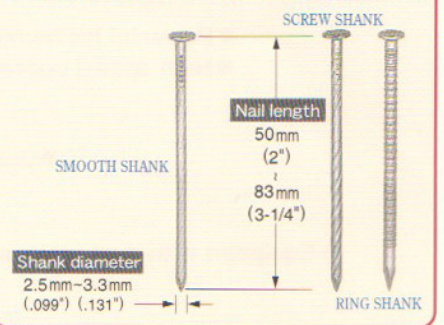 SCREW SHANK
Nail length
50mm
(2")
~
83mm
(3-1/4")
SMOOTH SHANK
Shank diameter
2.5mm~3.3mm
(.099") (.131")
RING SHANK